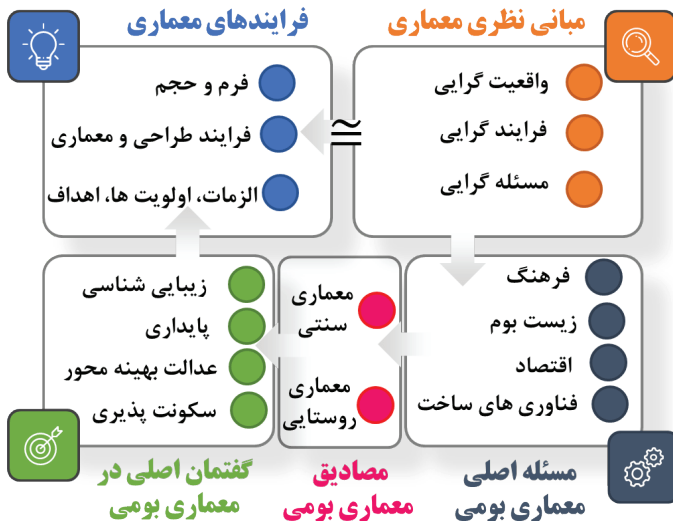 مبانی نظری معماری
واقعیت گرایی
فرایند گرایی
مسئله گرایی
≅
فرایندهای معماری
فرم و حجم
فرایند طراحی و معماری
الزمات، اولویت ها، اهداف
فرهنگ
زیست بوم
اقتصاد
فناوری های ساخت
مسئله اصلی
معماری بومی
معماری
سنتی
معماری
روستایی
مصادیق
معماری بومی
زیبایی شناسی
پایداری
عدالت بهینه محور
سکونت پذیری
گفتمان اصلی در
معماری بومی